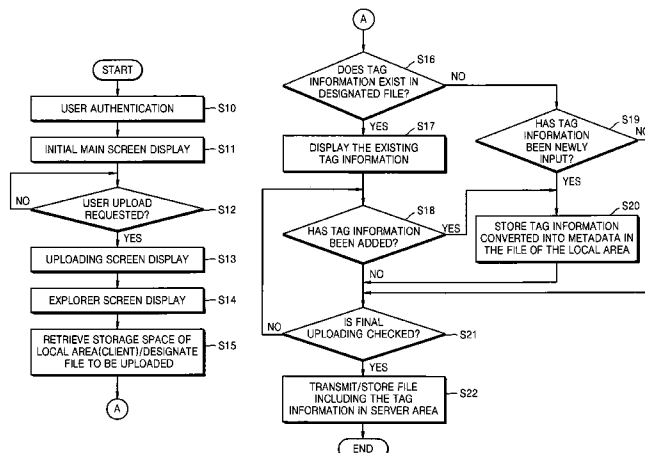 START
USER AUTHENTICATION
S10
INITIAL MAIN SCREEN DISPLAY
S11
NO
USER UPLOAD
REQUESTED?
S12
YES
UPLOADING SCREEN DISPLAY
S13
EXPLORER SCREEN DISPLAY
S14
RETRIEVE STORAGE SPACE OF
LOCAL AREA(CLIENT)/DESIGNATE
FILE TO BE UPLOADED
S15
A
A
S16
DOES TAG
INFORMATION EXIST IN
DESIGNATED FILE?
NO
YES
S17
DISPLAY THE EXISTING
TAG INFORMATION
S19
HAS TAG
INFORMATION
BEEN NEWLY
INPUT?
NO
YES
S18
HAS TAG INFORMATION
BEEN ADDED?
YES
NO
S20
STORE TAG INFORMATION
CONVERTED INTO METADATA IN
THE FILE OF THE LOCAL AREA
NO
IS FINAL
UPLOADING CHECKED?
S21
YES
S22
TRANSMIT/STORE FILE
INCLUDING THE TAG
INFORMATION IN SERVER AREA
END